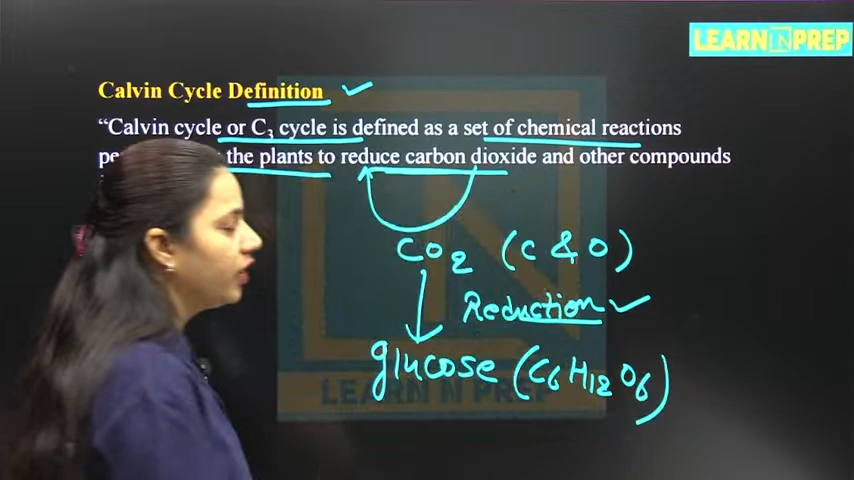 LEARN IN PREP
Calvin Cycle Definition
“Calvin cycle or C3 cycle is defined as a set of chemical reactions
the plants to reduce carbon dioxide and other compounds
CO2 (C & O)
Reduction
glucose (C6H12O6)
LEARN N PREP